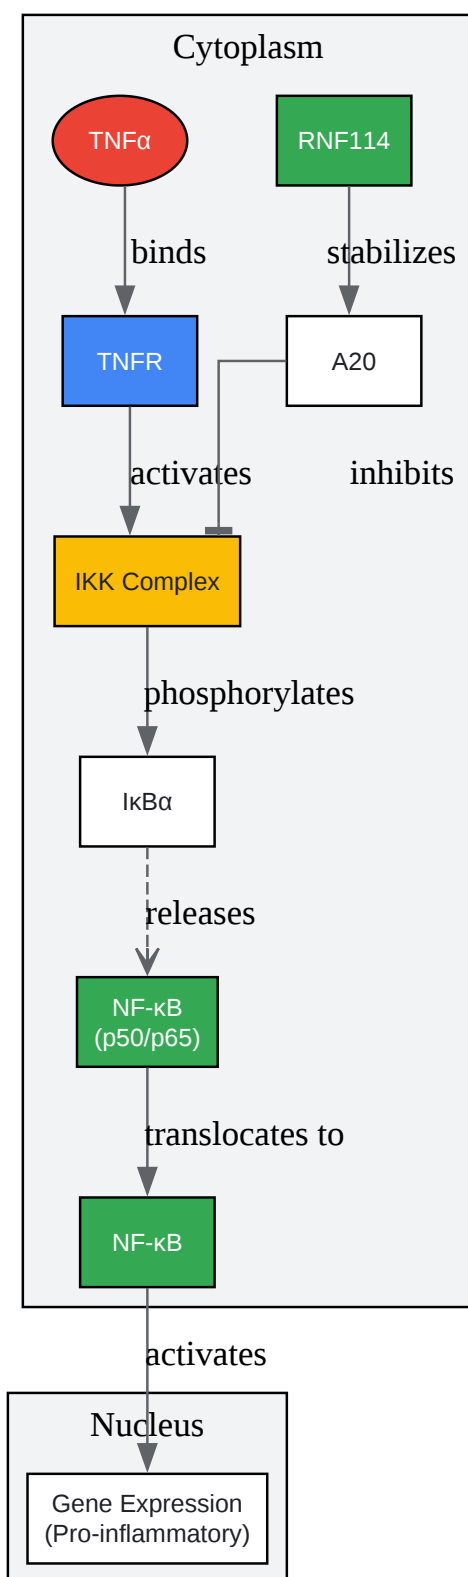 Cytoplasm
TNFα
RNF114
binds
stabilizes
TNFR
A20
activates
inhibits
IKK Complex
phosphorylates
IκBα
releases
NF-κB
(p50/p65)
translocates to
NF-κB
activates
Nucleus
Gene Expression
(Pro-inflammatory)